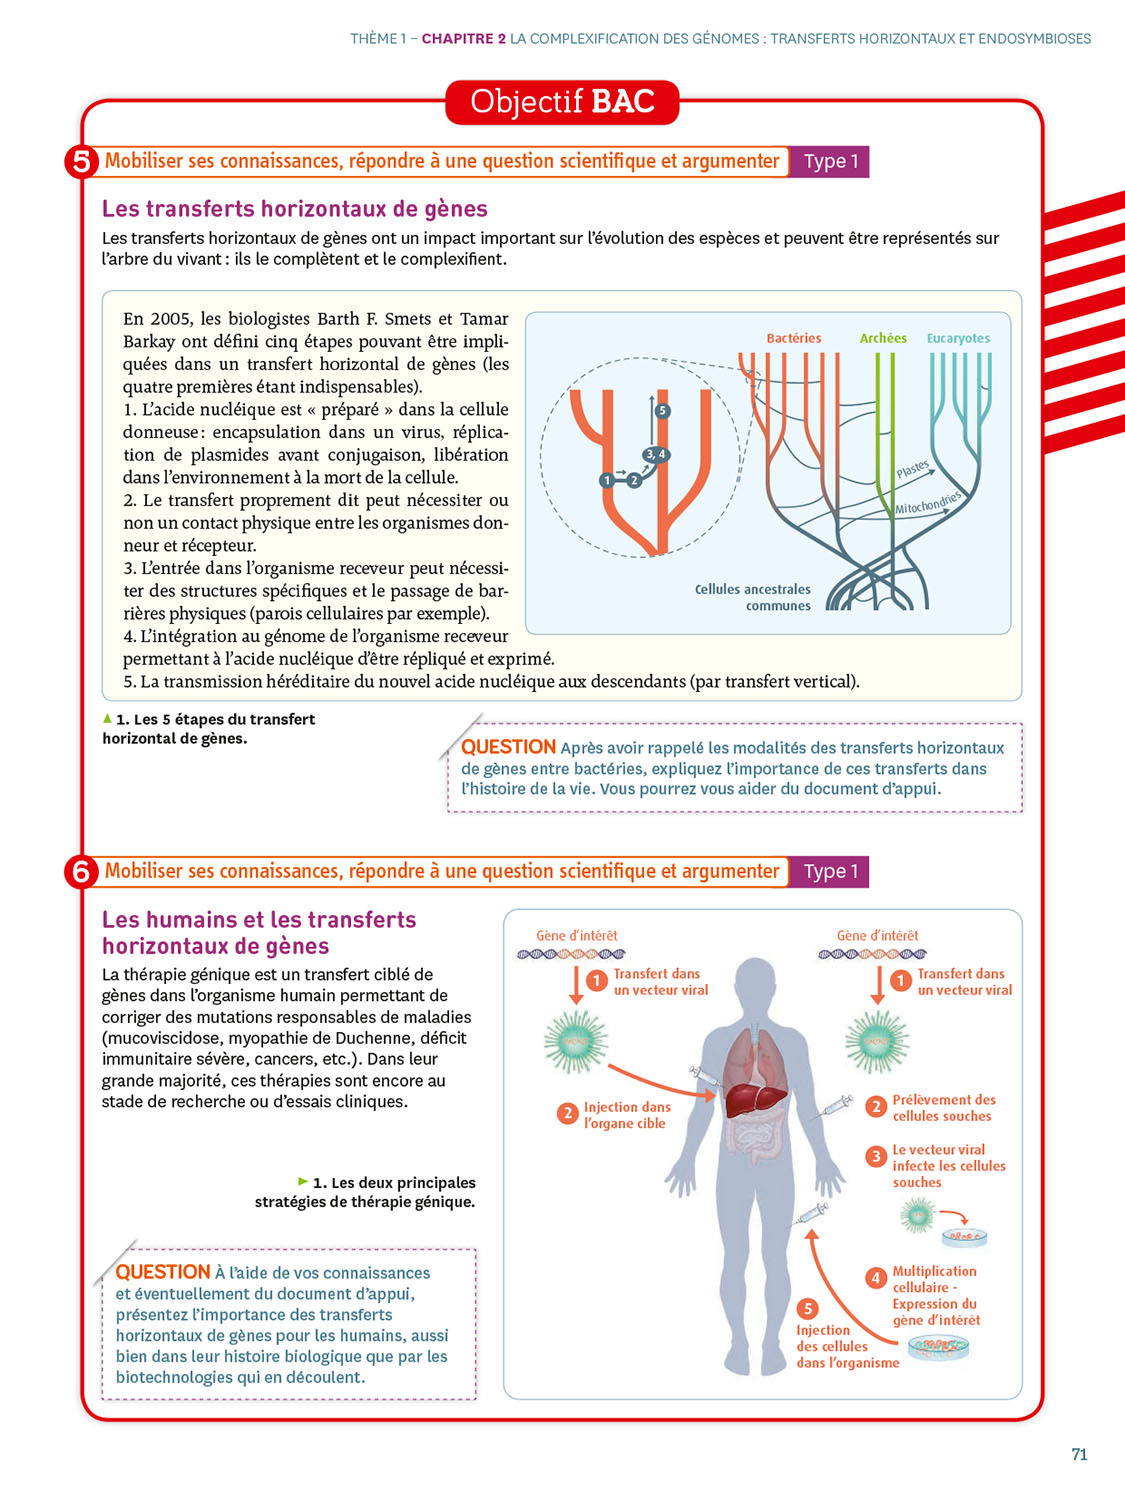 THÈME 1 – CHAPITRE 2 LA COMPLEXIFICATION DES GÉNOMES : TRANSFERTS HORIZONTAUX ET ENDOSYMBIOSES
Objectif BAC
5 Mobiliser ses connaissances, répondre à une question scientifique et argumenter Type 1
Les transferts horizontaux de gènes
Les transferts horizontaux de gènes ont un impact important sur l’évolution des espèces et peuvent être représentés sur
l’arbre du vivant : ils le complètent et le complexifient.
En 2005, les biologistes Barth F. Smets et Tamar
Barkay ont défini cinq étapes pouvant être impli-
quées dans un transfert horizontal de gènes (les
quatre premières étant indispensables).
1. L’acide nucléique est « préparé » dans la cellule
donneuse : encapsulation dans un virus, réplica-
tion de plasmides avant conjugaison, libération
dans l’environnement à la mort de la cellule.
2. Le transfert proprement dit peut nécessiter ou
non un contact physique entre les organismes don-
neur et récepteur.
3. L’entrée dans l’organisme receveur peut nécessi-
ter des structures spécifiques et le passage de bar-
rières physiques (parois cellulaires par exemple).
4. L’intégration au génome de l’organisme receveur
permettant à l’acide nucléique d’être répliqué et exprimé.
5. La transmission héréditaire du nouvel acide nucléique aux descendants (par transfert vertical).
Bactéries Archées Eucaryotes
5
3, 4
1 2
Plastes
Mitochondries
Cellules ancestrales
communes
1. Les 5 étapes du transfert
horizontal de gènes.
QUESTION Après avoir rappelé les modalités des transferts horizontaux
de gènes entre bactéries, expliquez l’importance de ces transferts dans
l’histoire de la vie. Vous pourrez vous aider du document d’appui.
6 Mobiliser ses connaissances, répondre à une question scientifique et argumenter Type 1
Les humains et les transferts
horizontaux de gènes
La thérapie génique est un transfert ciblé de
gènes dans l’organisme humain permettant de
corriger des mutations responsables de maladies
(mucoviscidose, myopathie de Duchenne, déficit
immunitaire sévère, cancers, etc.). Dans leur
grande majorité, ces thérapies sont encore au
stade de recherche ou d’essais cliniques.
1. Les deux principales
stratégies de thérapie génique.
QUESTION À l’aide de vos connaissances
et éventuellement du document d’appui,
présentez l’importance des transferts
horizontaux de gènes pour les humains, aussi
bien dans leur histoire biologique que par les
biotechnologies qui en découlent.
Gène d’intérêt
1 Transfert dans
un vecteur viral
2 Injection dans
l’organe cible
Gène d’intérêt
1 Transfert dans
un vecteur viral
2 Prélèvement des
cellules souches
3 Le vecteur viral
infecte les cellules
souches
4 Multiplication
cellulaire -
Expression du
gène d’intérêt
5
Injection
des cellules
dans l’organisme
71